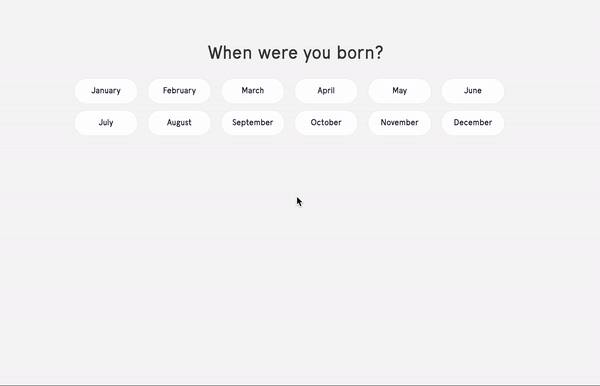 When were you born?
January February March April May June
July August September October November December